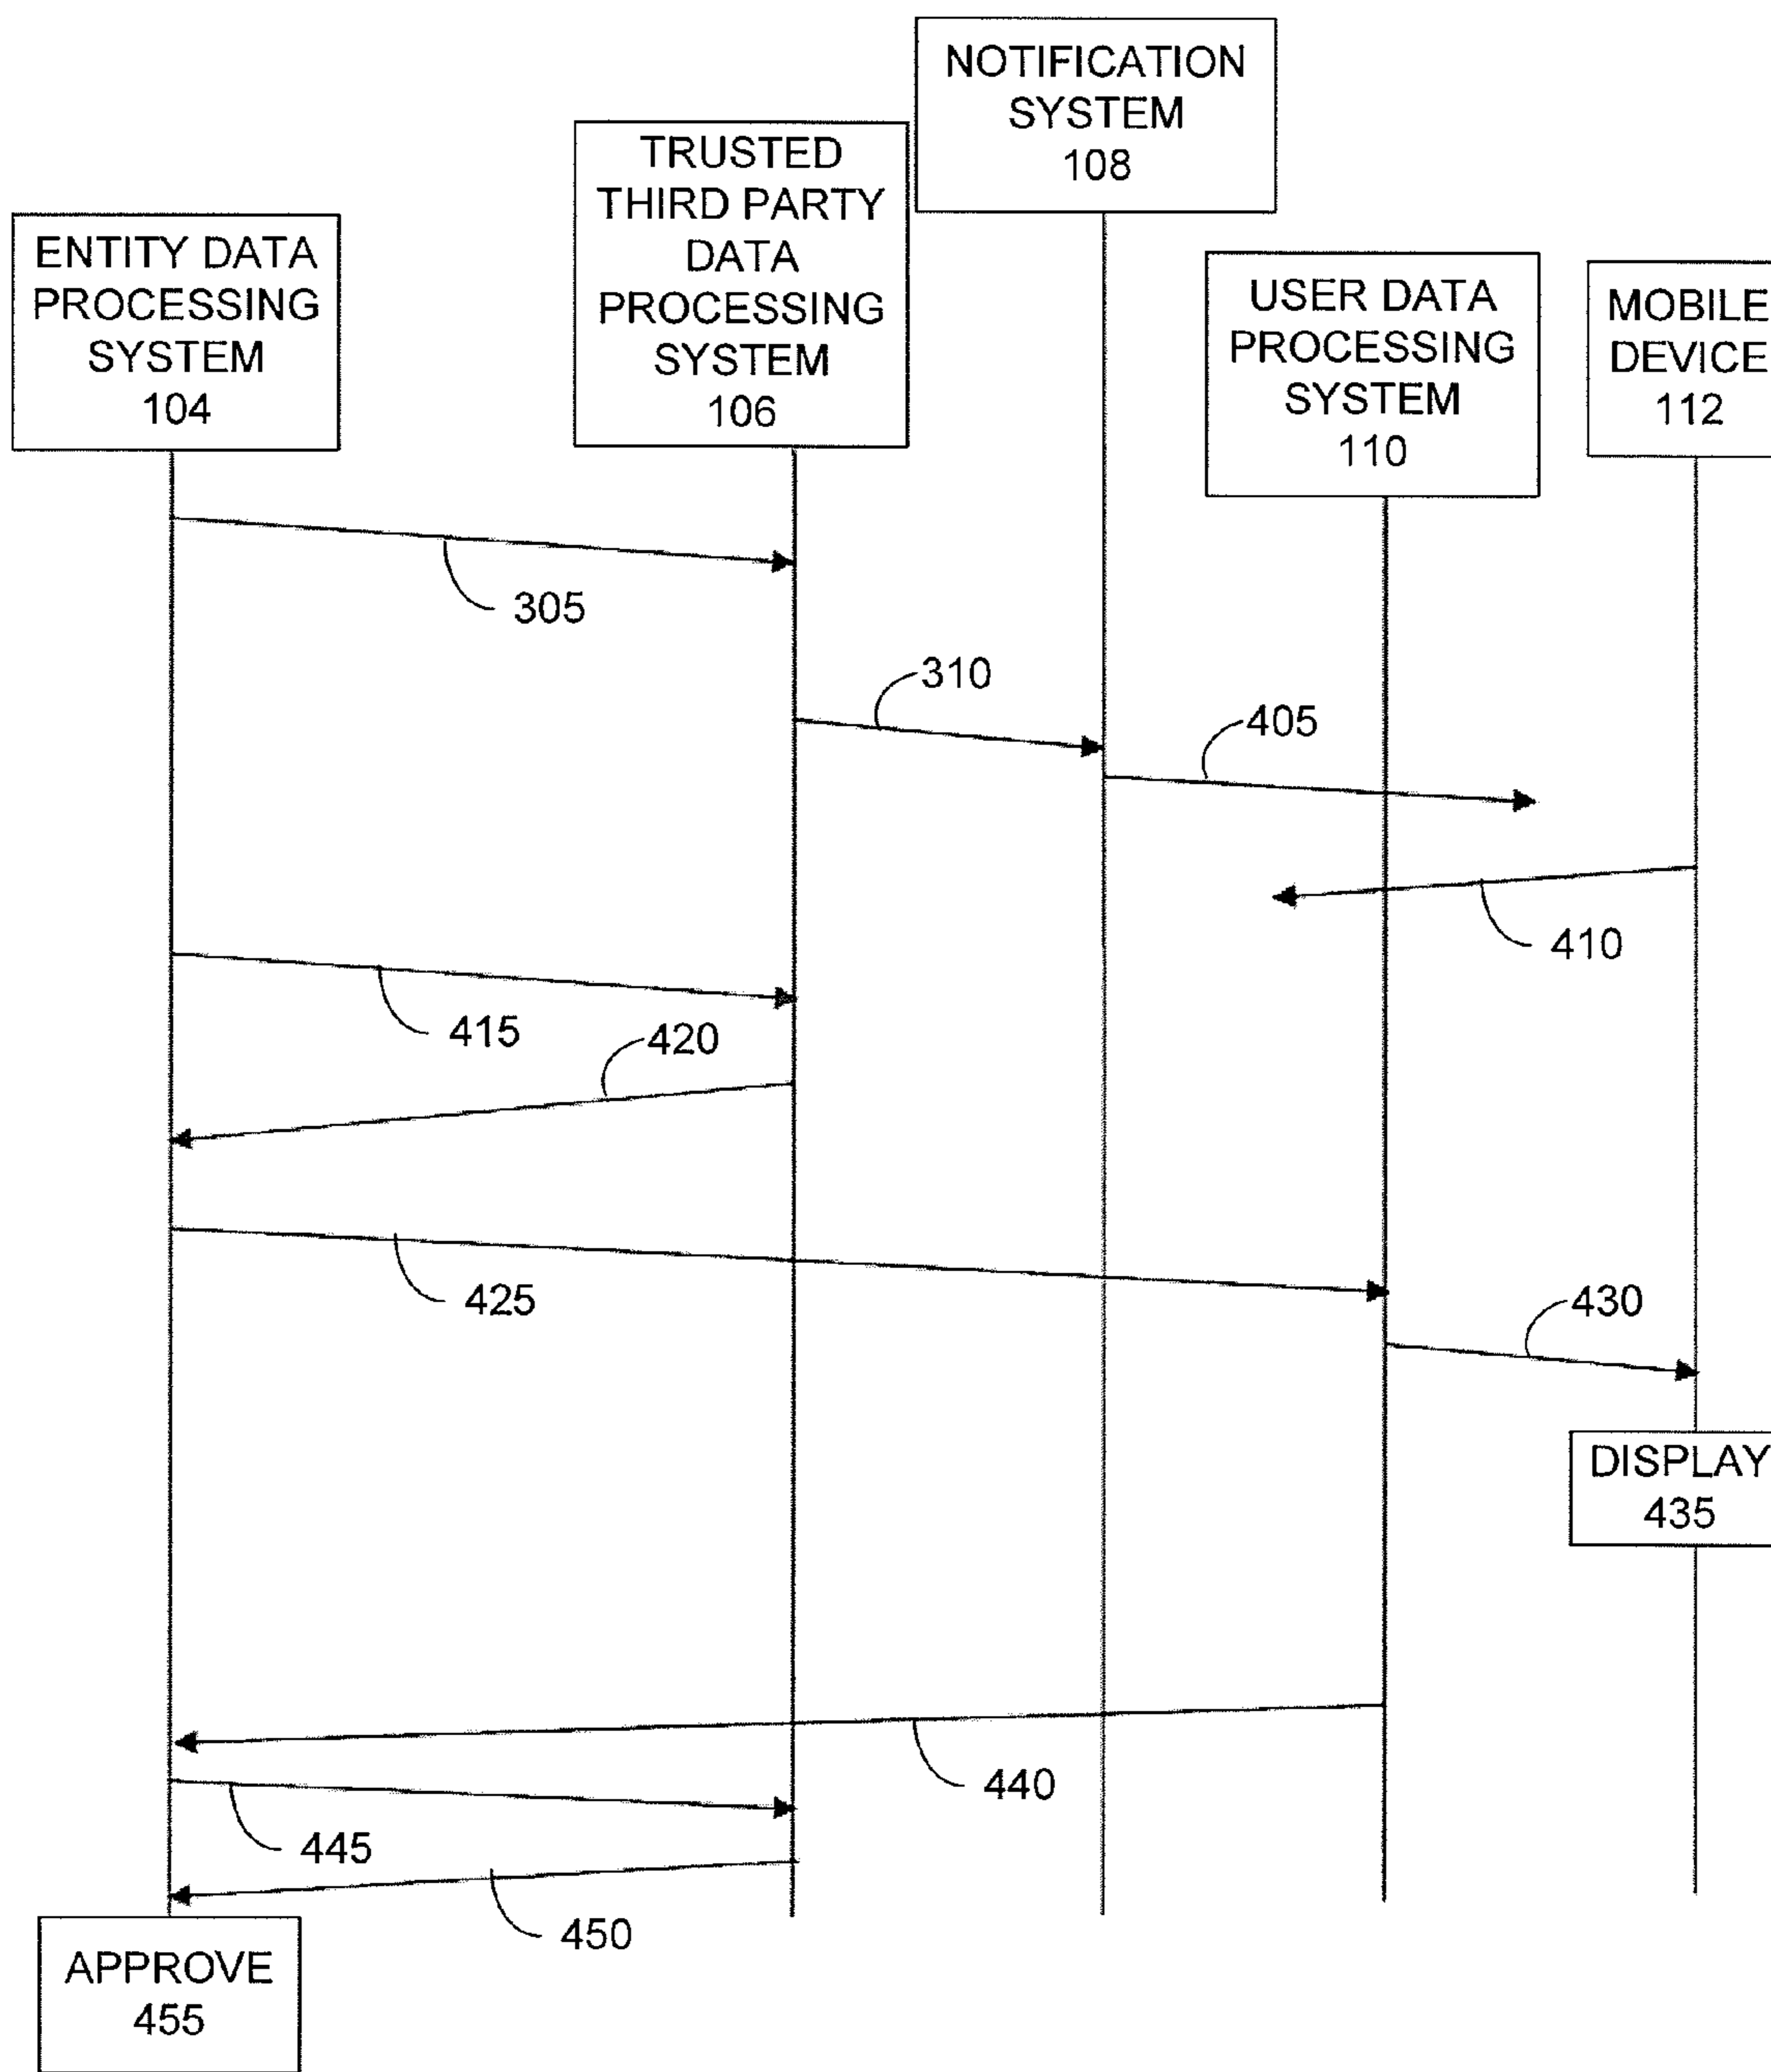 NOTIFICATION
SYSTEM
108
TRUSTED
THIRD PARTY
DATA
PROCESSING
SYSTEM
106
ENTITY DATA
PROCESSING
SYSTEM
104
USER DATA
PROCESSING
SYSTEM
110
MOBILE
DEVICE
112
305
310
405
410
415
420
425
430
DISPLAY
435
440
445
450
APPROVE
455